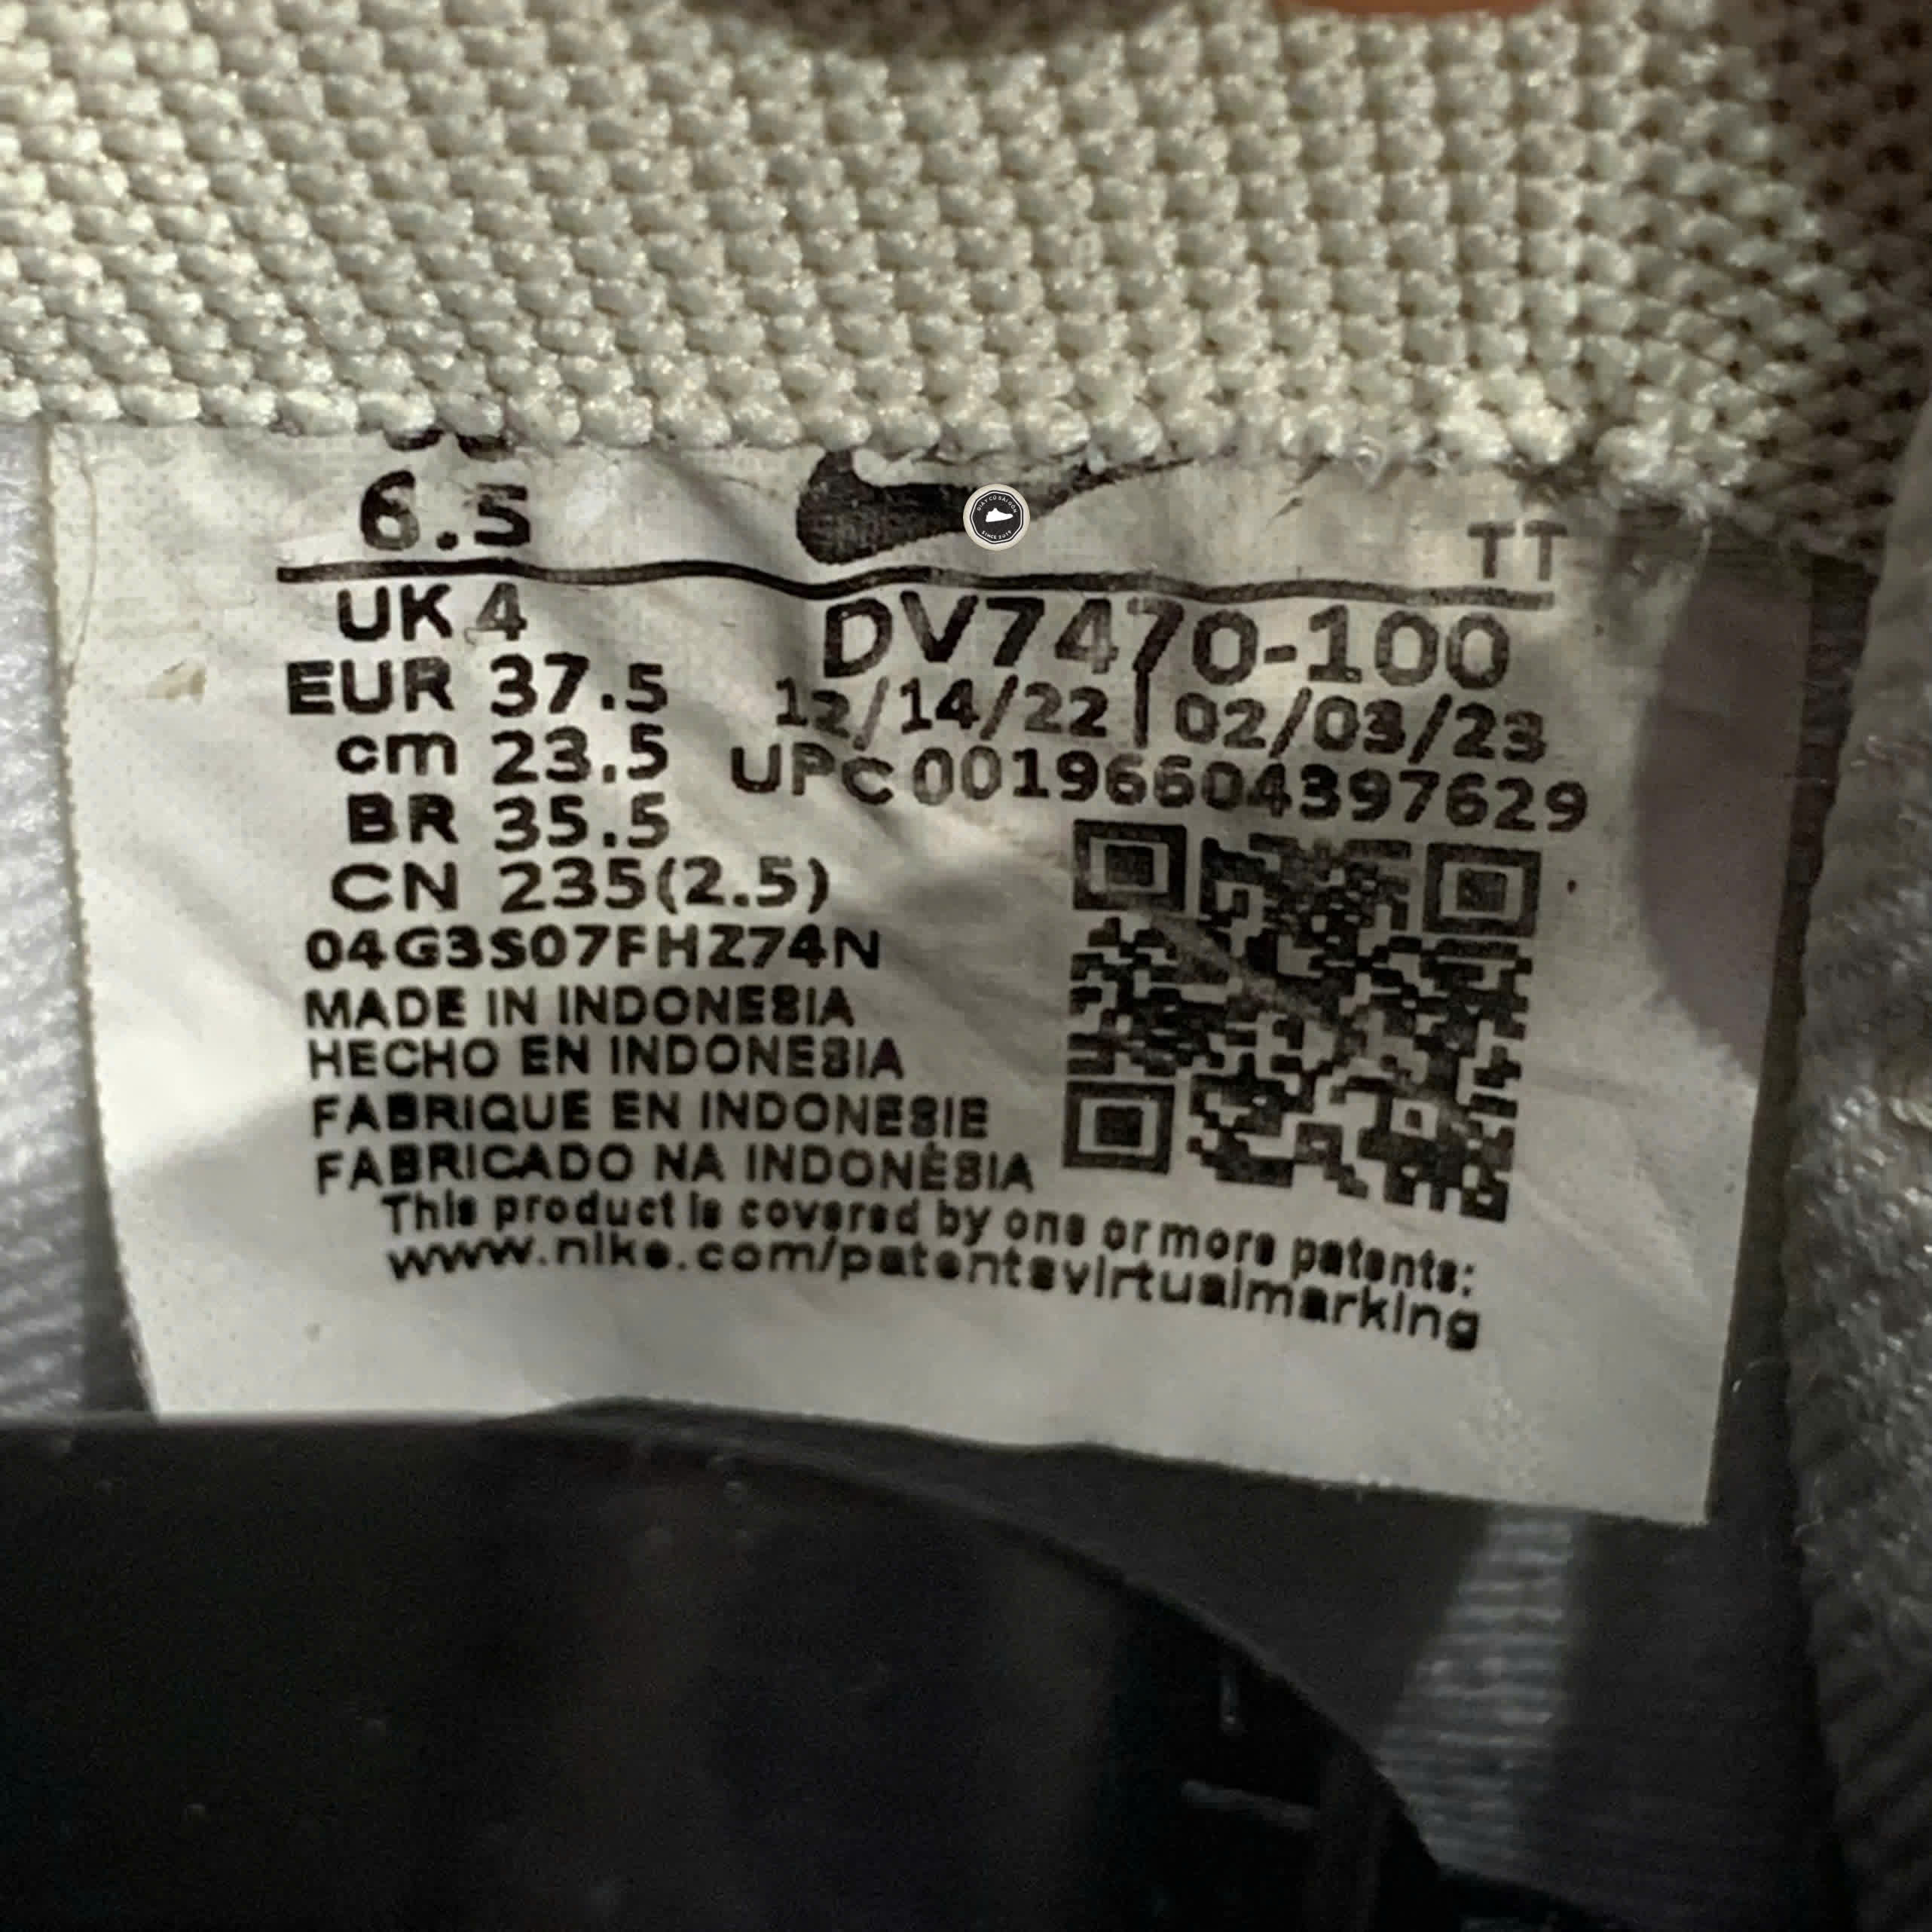 6.5
TT
UK 4
EUR 37.5
cm 23.5
BR 35.5
CN 235(2.5)
DV7470-100
12/14/22 | 02/03/23
UPC 00196604397629
04G3S07FHZ74N
MADE IN INDONESIA
HECHO EN INDONESIA
FABRIQUE EN INDONESIE
FABRICADO NA INDONÉSIA
This product is covered by one or more patents:
www.nike.com/patentsvirtualmarking